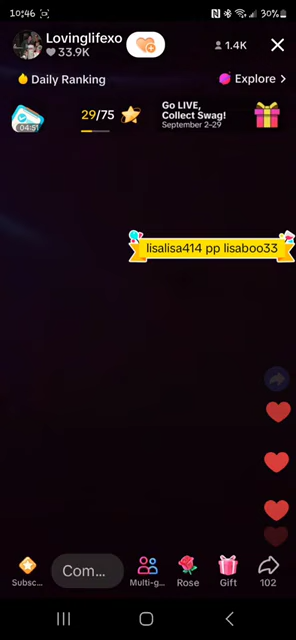 10:46
30%
Lovinglifexo
33.9K
1.4K
Daily Ranking
Explore >
04:51
29/75
Go LIVE,
Collect Swag!
September 2-29
lisalisa414 pp lisaboo33
Subsc...
Com...
Multi-g...
Rose
Gift
102